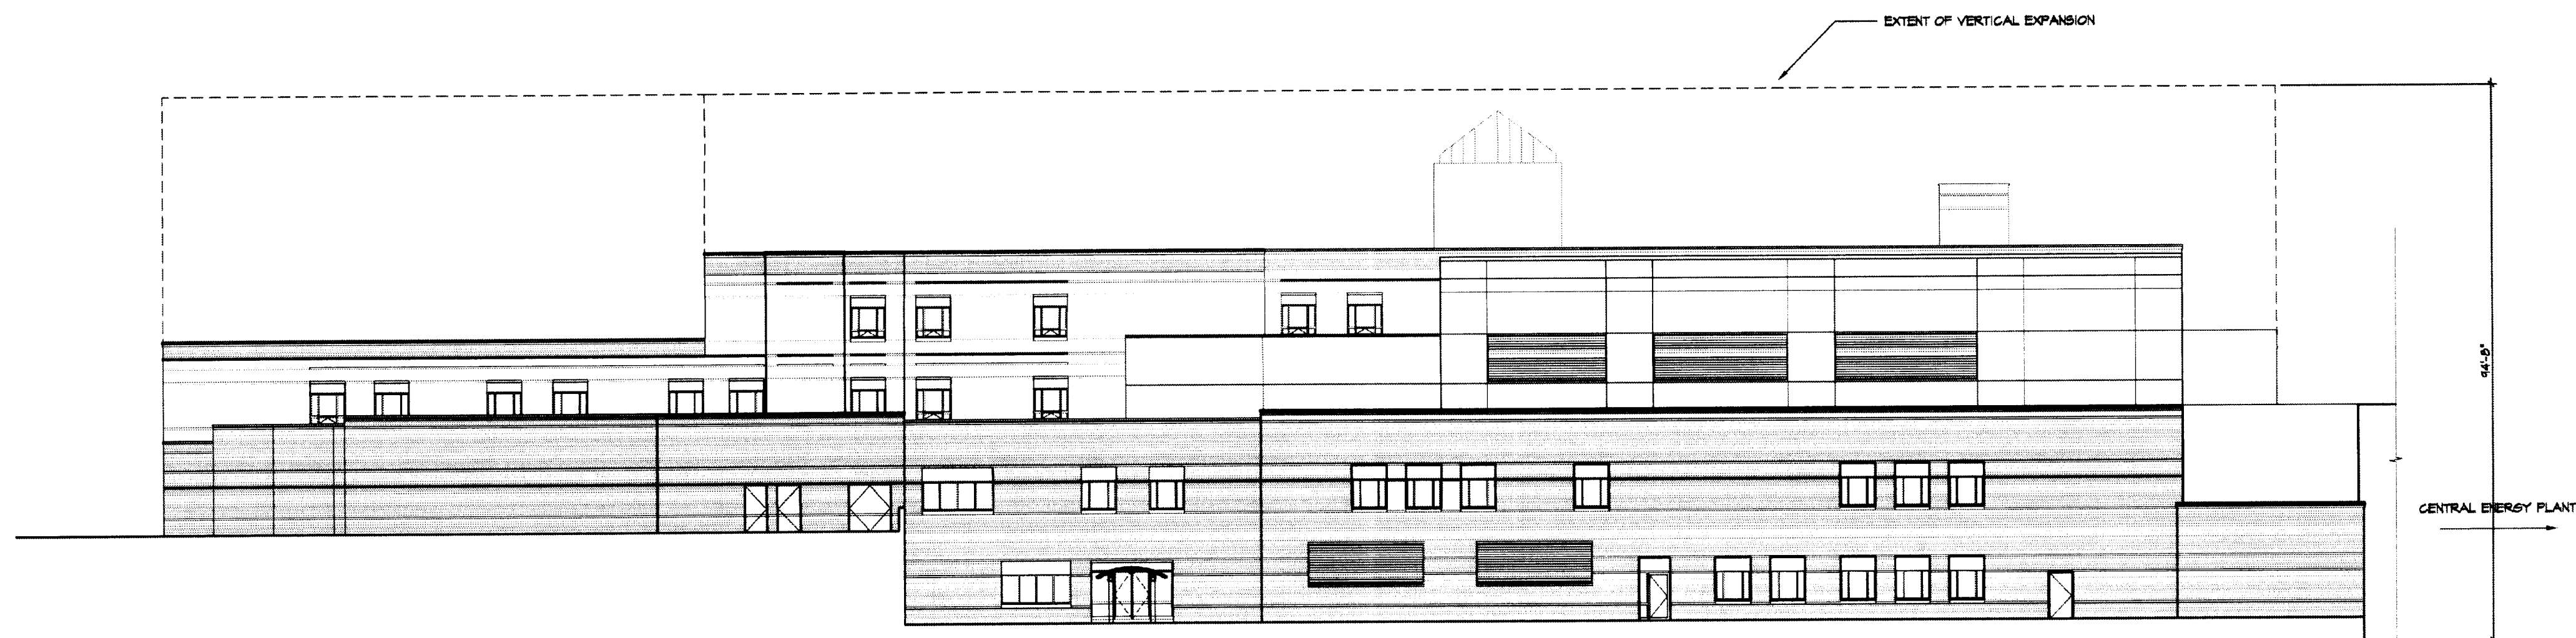 EXTENT OF VERTICAL EXPANSION
94'-8"
CENTRAL ENERGY PLANT